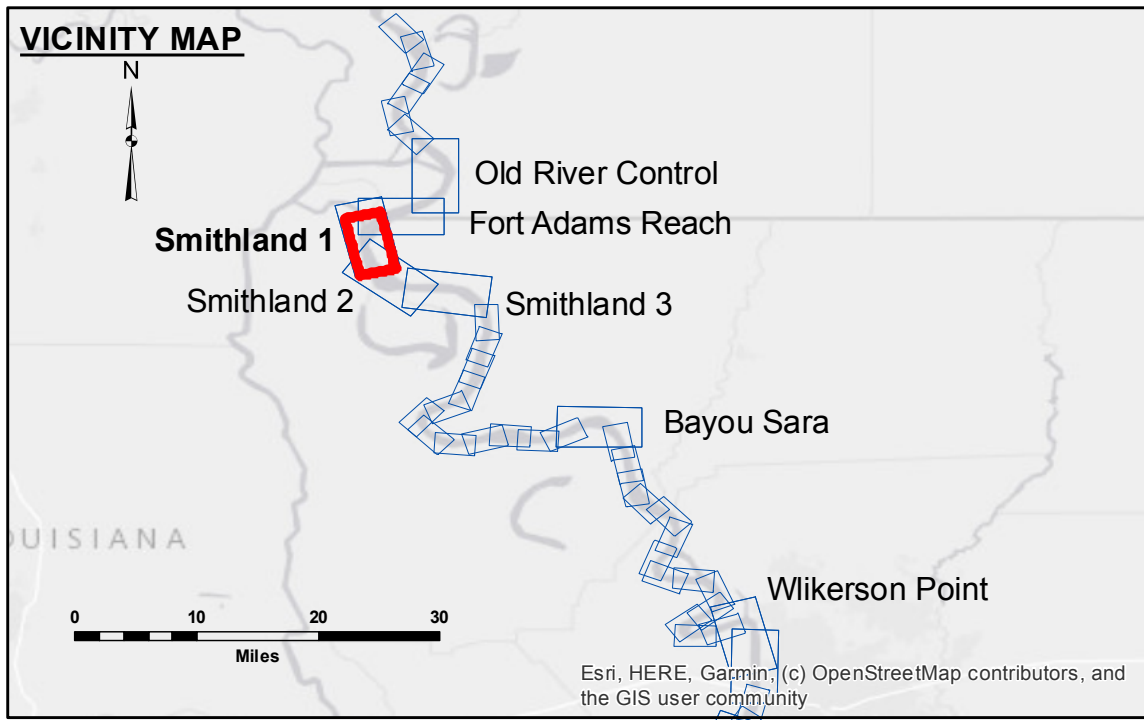 VICINITY MAP
N
Old River Control
Fort Adams Reach
Smithland 1
Smithland 2
Smithland 3
Bayou Sara
OUISIANA
Wlikerson Point
0 10 20 30
Miles
Esri, HERE, Garmin, (c) OpenStreetMap contributors, and
the GIS user community